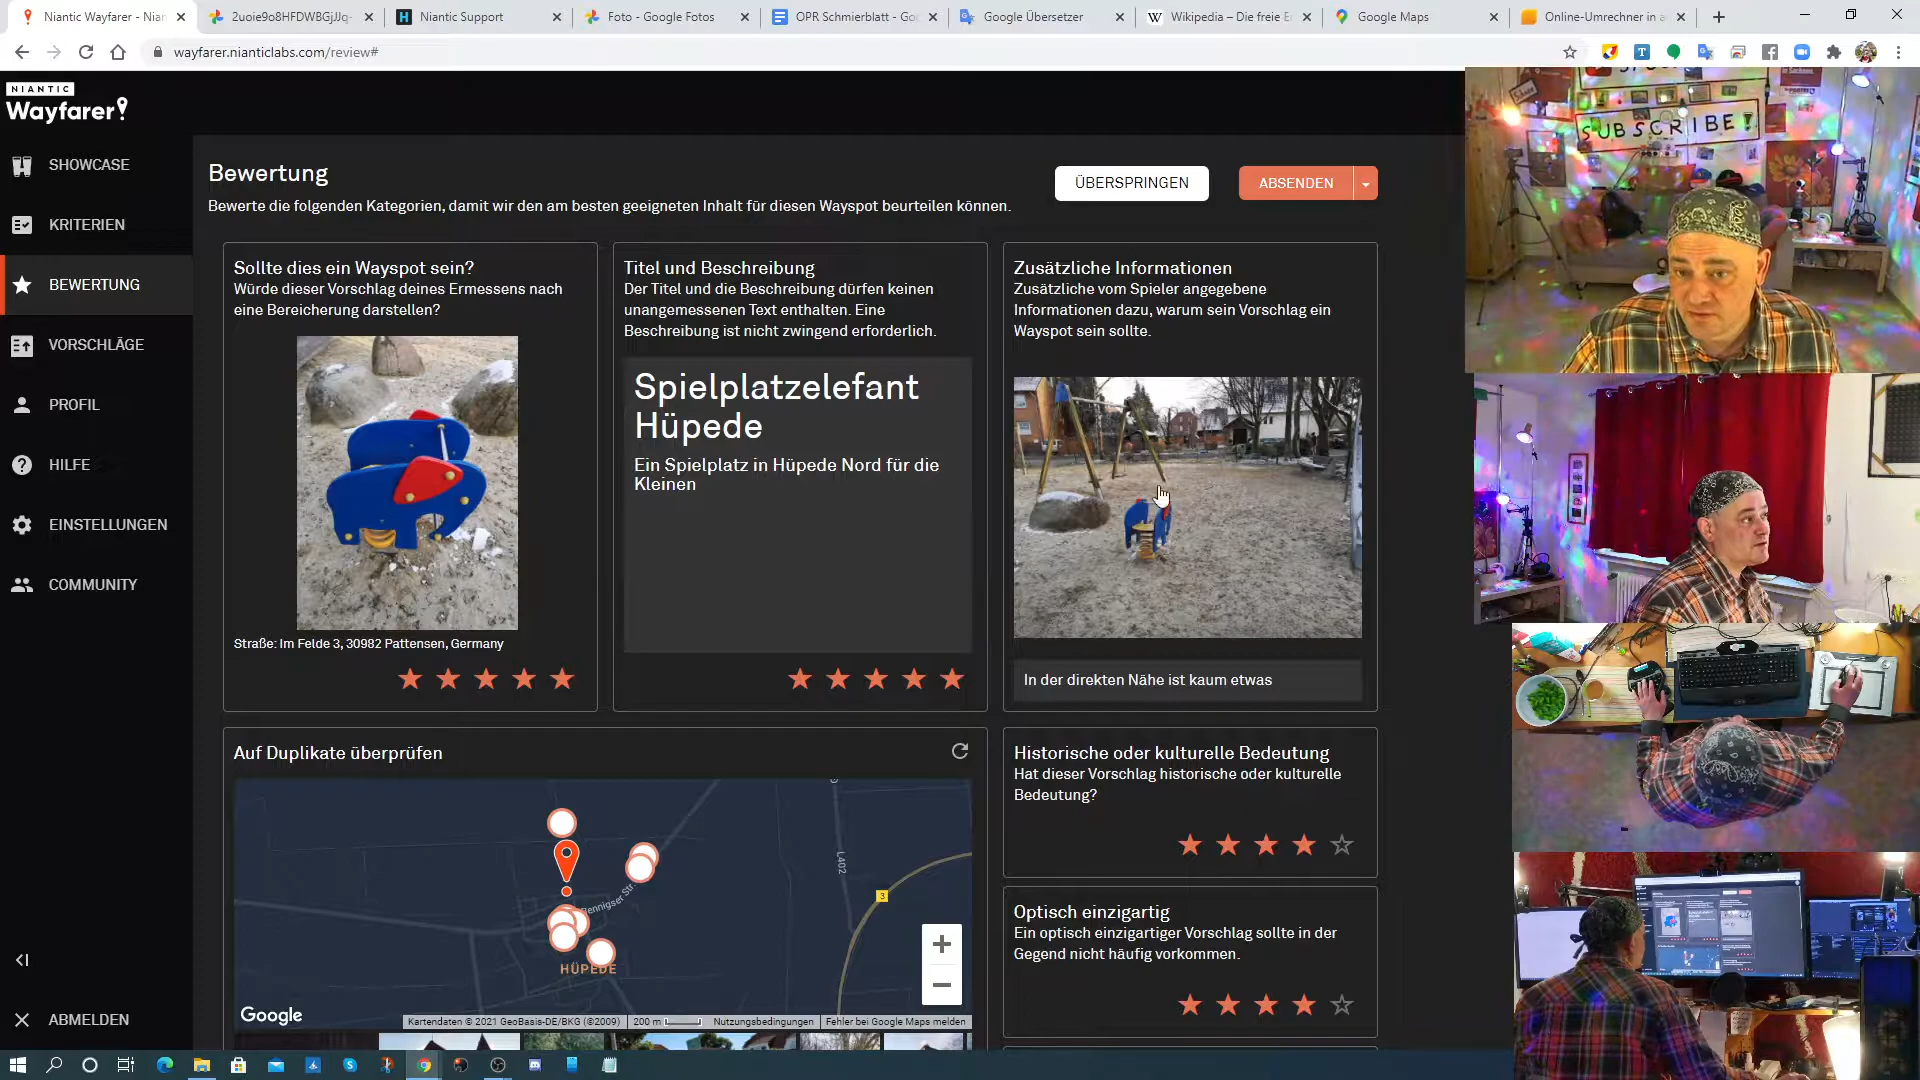 Niantic Wayfarer - Nian
2uoie9o8HFDWBGjJJq-
Niantic Support
Foto - Google Fotos
OPR Schmierblatt - Go
Google Übersetzer
Wikipedia – Die freie E
Google Maps
Online-Umrechner in a
wayfarer.nianticlabs.com/review#
NIANTIC
Wayfarer
SHOWCASE
KRITERIEN
BEWERTUNG
VORSCHLÄGE
PROFIL
HILFE
EINSTELLUNGEN
COMMUNITY
ABMELDEN
Bewertung
Bewerte die folgenden Kategorien, damit wir den am besten geeigneten Inhalt für diesen Wayspot beurteilen können.
ÜBERSPRINGEN
ABSENDEN
Sollte dies ein Wayspot sein?
Würde dieser Vorschlag deines Ermessens nach
eine Bereicherung darstellen?
Straße: Im Felde 3, 30982 Pattensen, Germany
Titel und Beschreibung
Der Titel und die Beschreibung dürfen keinen
unangemessenen Text enthalten. Eine
Beschreibung ist nicht zwingend erforderlich.
Spielplatzelefant
Hüpede
Ein Spielplatz in Hüpede Nord für die
Kleinen
Zusätzliche Informationen
Zusätzliche vom Spieler angegebene
Informationen dazu, warum sein Vorschlag ein
Wayspot sein sollte.
In der direkten Nähe ist kaum etwas
Auf Duplikate überprüfen
L402
3
Bennigser Str.
HÜPEDE
Google
Kartendaten © 2021 GeoBasis-DE/BKG (©2009)
200 m
Nutzungsbedingungen
Fehler bei Google Maps melden
Historische oder kulturelle Bedeutung
Hat dieser Vorschlag historische oder kulturelle
Bedeutung?
Optisch einzigartig
Ein optisch einzigartiger Vorschlag sollte in der
Gegend nicht häufig vorkommen.
SUBSCRIBE!